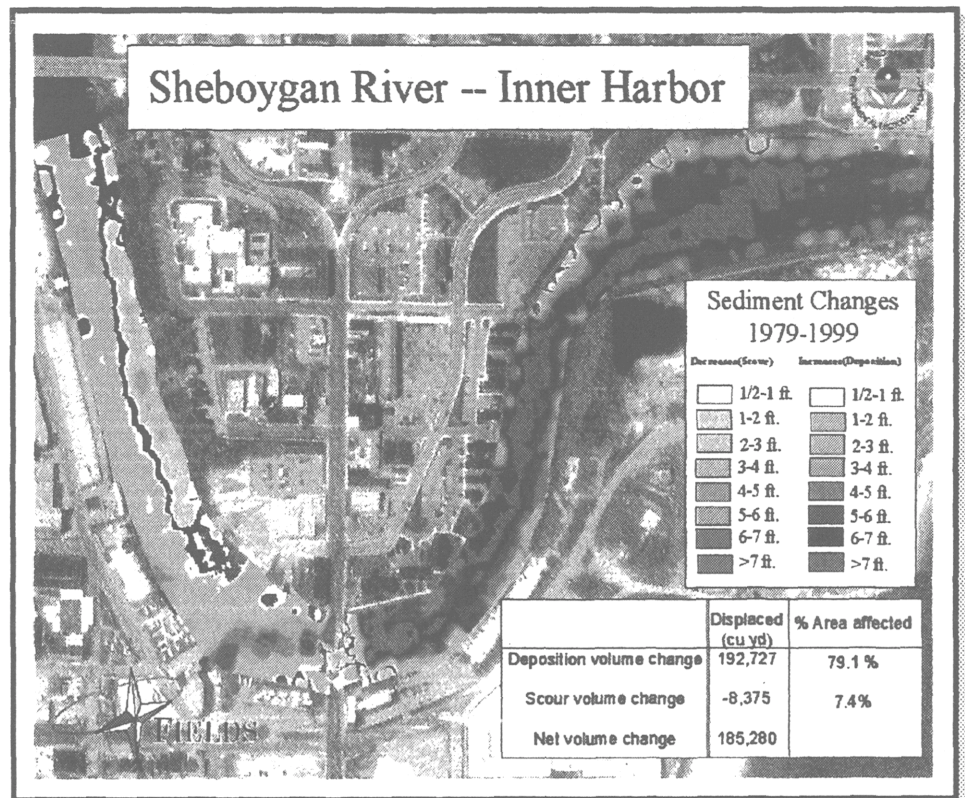 Sheboygan River -- Inner Harbor
Sediment Changes
1979-1999
Decreases(Scour) Increases(Deposition)
1/2-1 ft. 1/2-1 ft.
1-2 ft. 1-2 ft.
2-3 ft. 2-3 ft.
3-4 ft. 3-4 ft.
4-5 ft. 4-5 ft.
5-6 ft. 5-6 ft.
6-7 ft. 6-7 ft.
>7 ft. >7 ft.
Displaced (cu yd) % Area affected
Deposition volume change 192,727 79.1 %
Scour volume change -8,375 7.4%
Net volume change 185,280
FIELDS